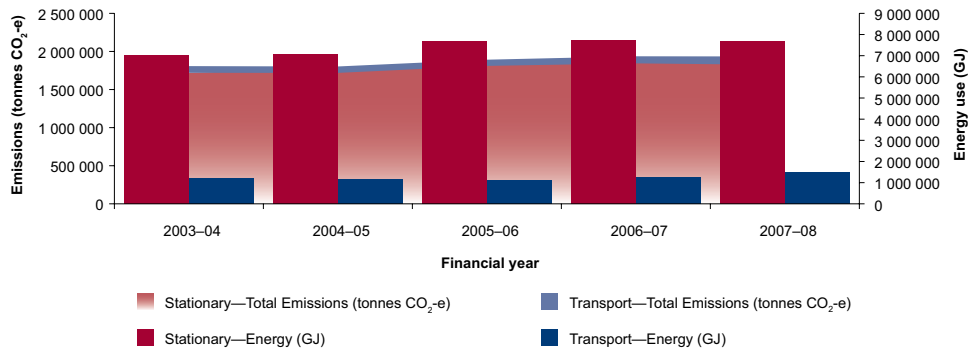 Emissions (tonnes CO₂-e)
2 500 000
2 000 000
1 500 000
1 000 000
500 000
0
9 000 000
8 000 000
7 000 000
6 000 000
5 000 000
4 000 000
3 000 000
2 000 000
1 000 000
0
Energy use (GJ)
2003–04
2004–05
2005–06
2006–07
2007–08
Financial year
Stationary—Total Emissions (tonnes CO₂-e)
Transport—Total Emissions (tonnes CO₂-e)
Stationary—Energy (GJ)
Transport—Energy (GJ)